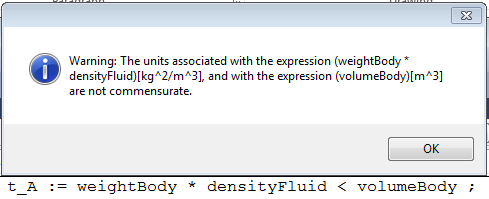 Warning: The units associated with the expression (weightBody *
densityFluid)[kg^2/m^3], and with the expression (volumeBody)[m^3]
are not commensurate.
OK
t_A := weightBody * densityFluid < volumeBody ;